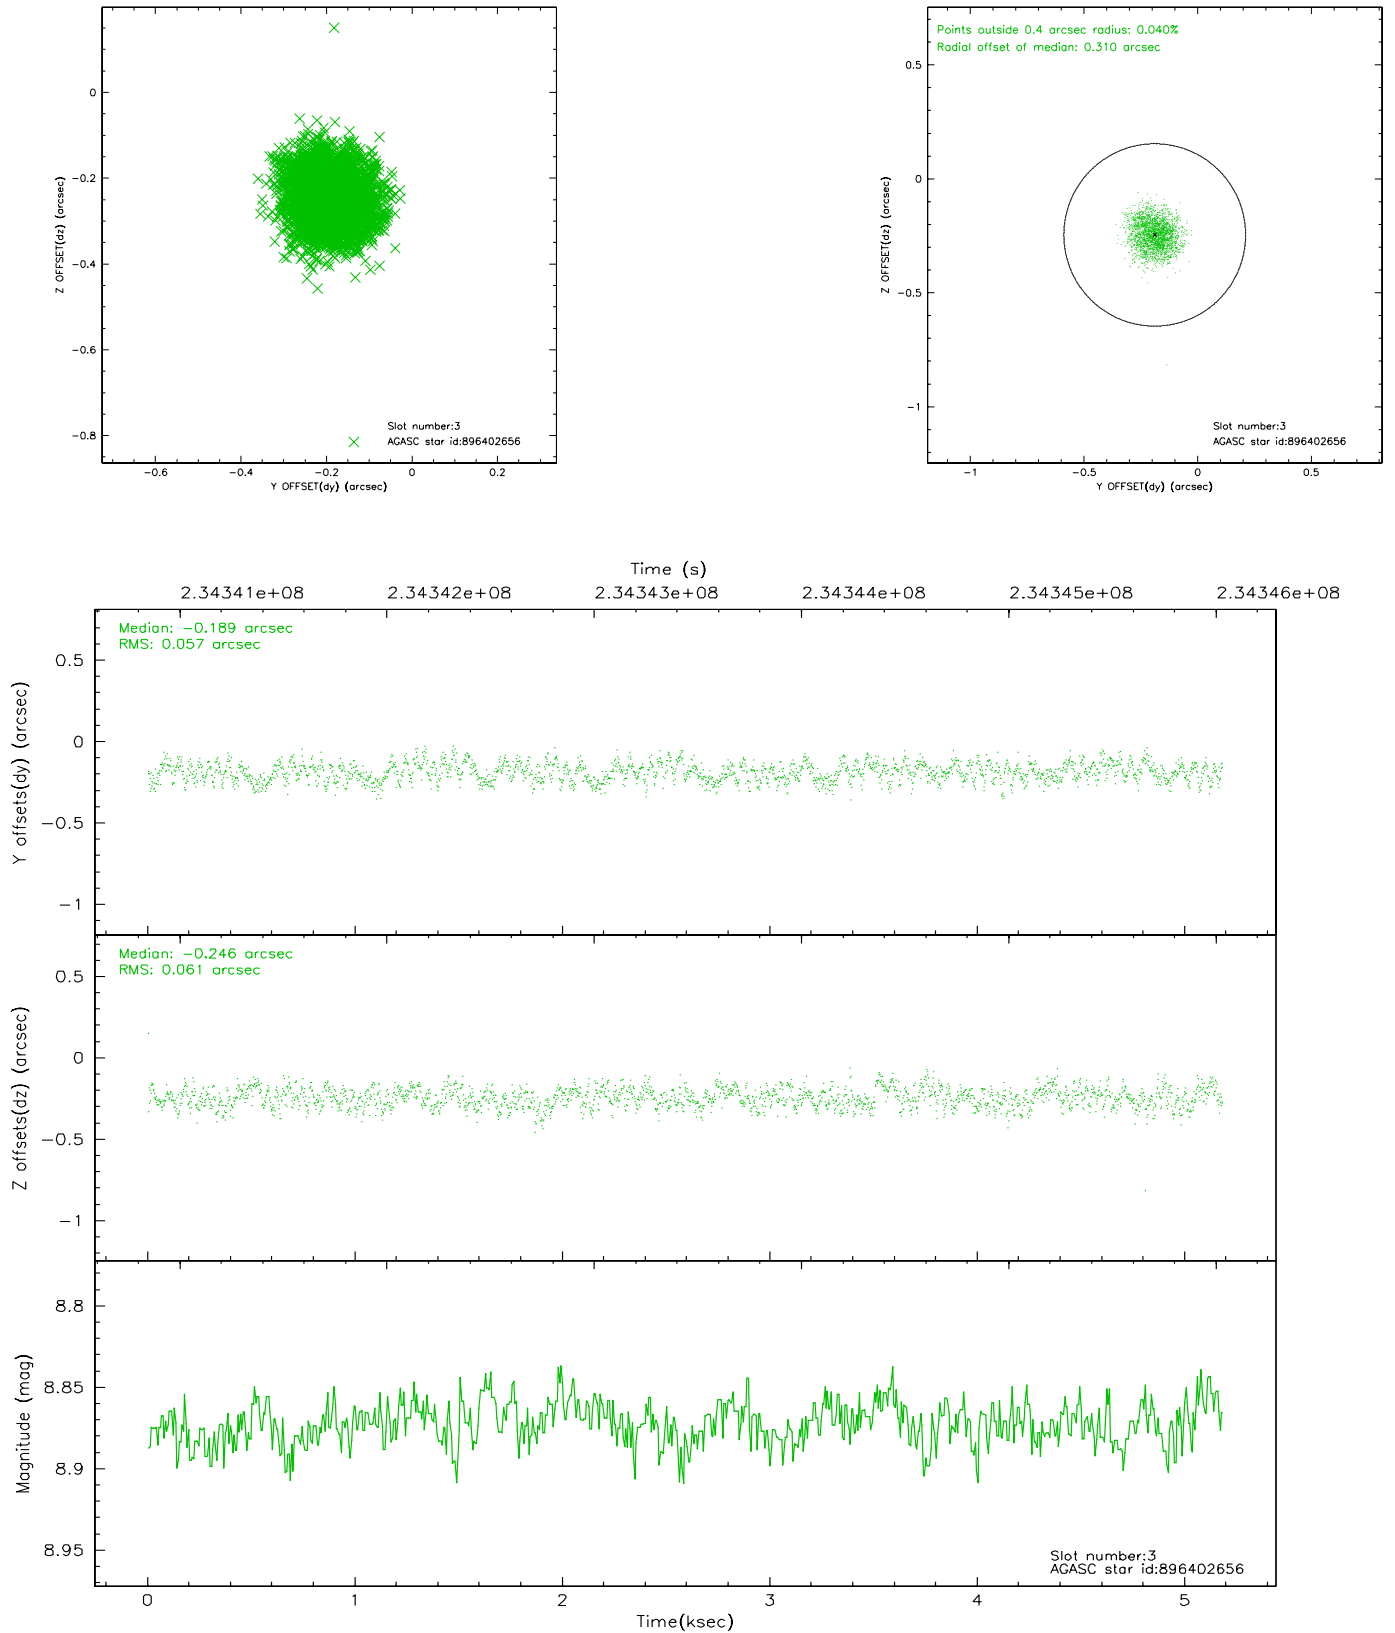 0
−0.2
−0.4
−0.6
−0.8
Z OFFSET(dz) (arcsec)
Slot number:3
AGASC star id:896402656
−0.6
−0.4
−0.2
0
0.2
Y OFFSET(dy) (arcsec)
Points outside 0.4 arcsec radius: 0.040%
Radial offset of median: 0.310 arcsec
0.5
0
−0.5
−1
Z OFFSET(dz) (arcsec)
Slot number:3
AGASC star id:896402656
−1
−0.5
0
0.5
Y OFFSET(dy) (arcsec)
Time (s)
2.34341e+08
2.34342e+08
2.34343e+08
2.34344e+08
2.34345e+08
2.34346e+08
Median: −0.189 arcsec
RMS: 0.057 arcsec
0.5
0
−0.5
−1
Y offsets(dy) (arcsec)
Median: −0.246 arcsec
RMS: 0.061 arcsec
0.5
0
−0.5
−1
Z offsets(dz) (arcsec)
8.8
8.85
8.9
8.95
Magnitude (mag)
Slot number:3
AGASC star id:896402656
0
1
2
3
4
5
Time(ksec)